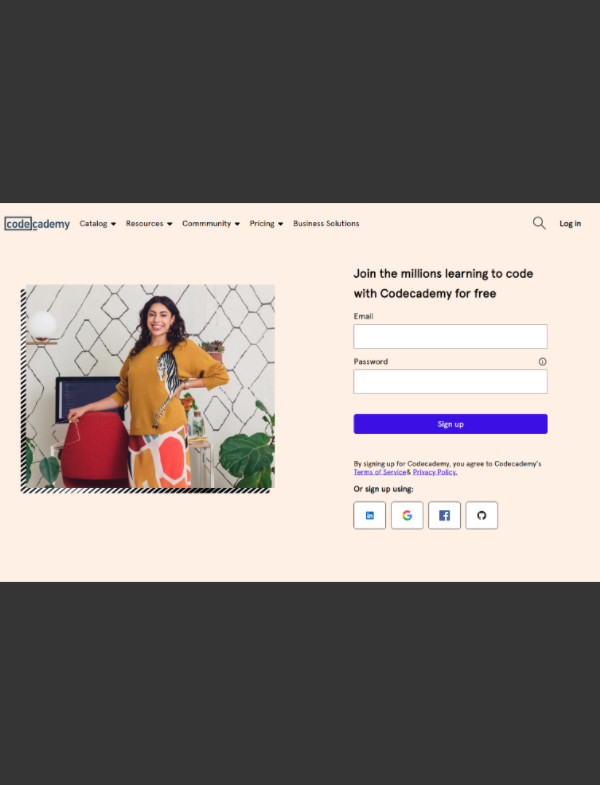 codecademy
Catalog Resources Commmunity Pricing Business Solutions
Log in
Join the millions learning to code
with Codecademy for free
Email
Password
Sign up
By signing up for Codecademy, you agree to Codecademy's
Terms of Service & Privacy Policy.
Or sign up using: